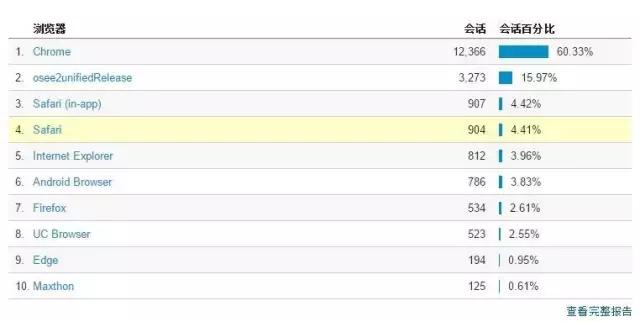 浏览器 会话 会话百分比
1. Chrome 12,366 60.33%
2. osee2unifiedRelease 3,273 15.97%
3. Safari (in-app) 907 4.42%
4. Safari 904 4.41%
5. Internet Explorer 812 3.96%
6. Android Browser 786 3.83%
7. Firefox 534 2.61%
8. UC Browser 523 2.55%
9. Edge 194 0.95%
10. Maxthon 125 0.61%
查看完整报告